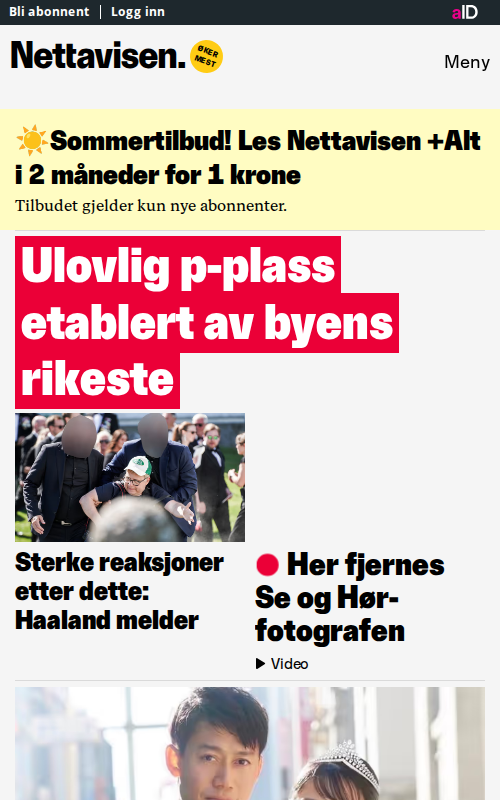 Bli abonnent | Logg inn
aID
Nettavisen.
ØKER
MEST
Meny
☀️Sommertilbud! Les Nettavisen +Alt
i 2 måneder for 1 krone
Tilbudet gjelder kun nye abonnenter.
Ulovlig p-plass
etablert av byens
rikeste
Sterke reaksjoner
etter dette:
Haaland melder
🔴 Her fjernes
Se og Hør-
fotografen
Video